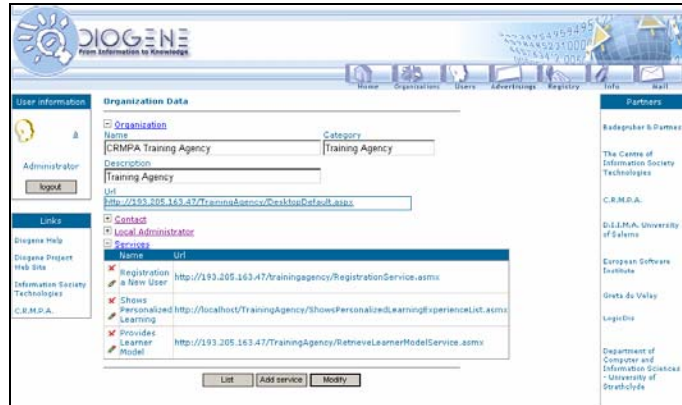 DIOGENE
From Information to Knowledge
Home Organisations Users Advertisings Registry Info Mail
User information
a
Administrator
logout
Links
Diogene Help
Diogene Project
Web Site
Information Society
Technologies
C.R.M.P.A.
Organization Data
Organization
Name Category
CRMPA Training Agency Training Agency
Description
Training Agency
Url
http://193.205.163.47/TrainingAgency/DesktopDefault.aspx
Contact
Local Administrator
Services
Name Url
Registration
a New User http://193.205.163.47/trainingagency/RegistrationService.asmx
Shows
Personalized
Learning http://localhost/TrainingAgency/ShowsPersonalizedLearningExperienceList.asmx
Provides
Learner
Model http://193.205.163.47/TrainingAgency/RetrieveLearnerModelService.asmx
List Add service Modify
Partners
Badegruber & Partner
The Centre of
Information Society
Technologies
C.R.M.P.A.
D.I.I.M.A. University
of Salerno
European Software
Institute
Greta du Velay
LogicDis
Department of
Computer and
Information Sciences
- University of
Strathclyde